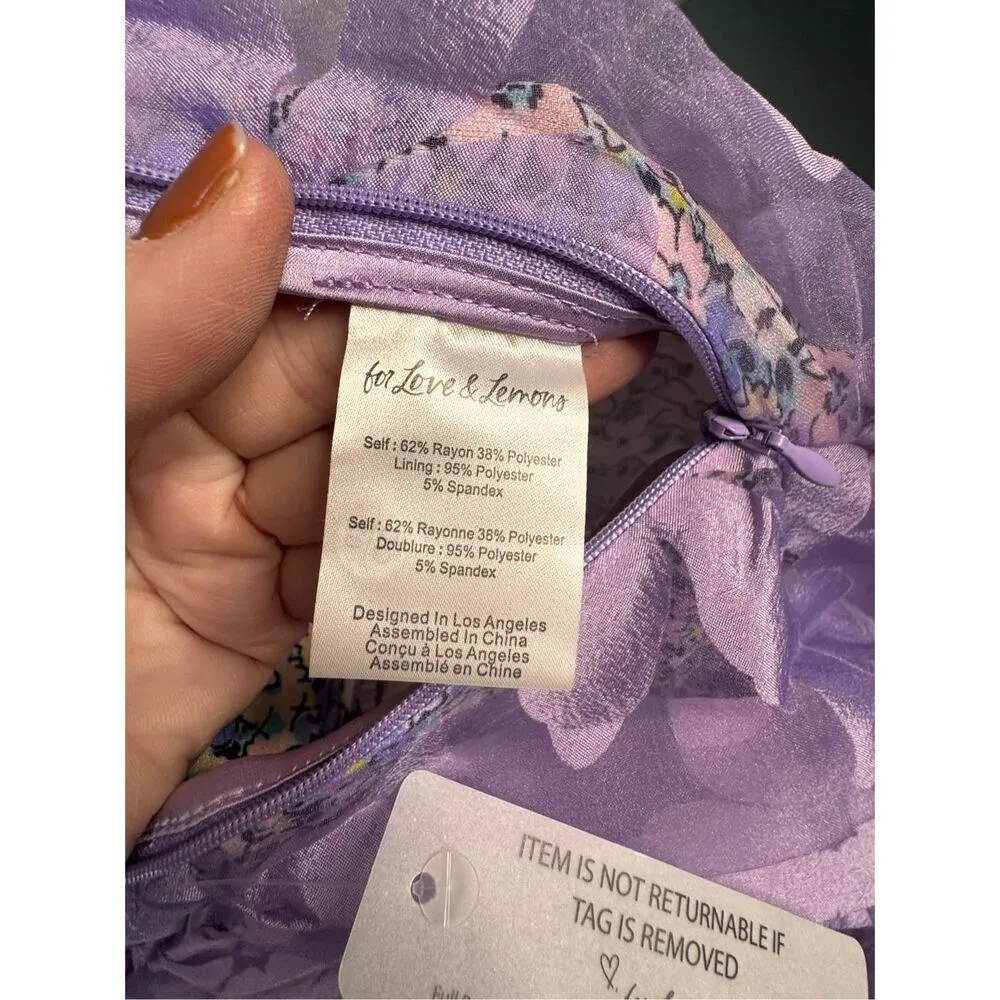 for Love & Lemons
Self : 62% Rayon 38% Polyester
Lining : 95% Polyester
5% Spandex
Self : 62% Rayonne 38% Polyester
Doublure : 95% Polyester
5% Spandex
Designed In Los Angeles
Assembled In China
Conçu à Los Angeles
Assemblé en Chine
ITEM IS NOT RETURNABLE IF
TAG IS REMOVED